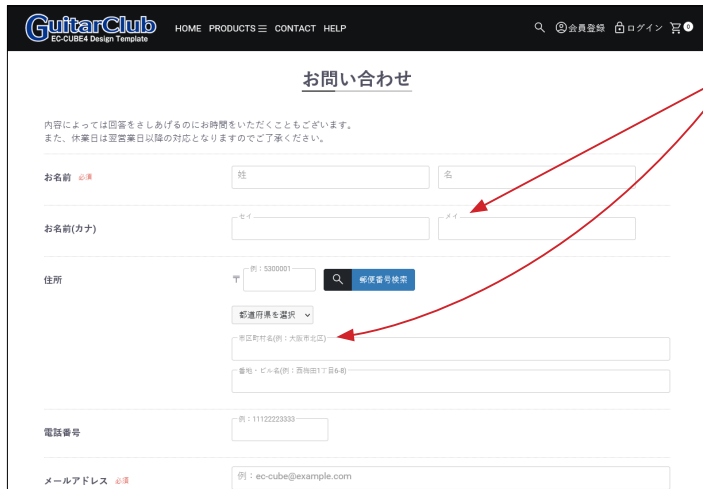 GuitarClub
EC-CUBE4 Design Template
HOME PRODUCTS CONTACT HELP
会員登録 ログイン 0
お問い合わせ
内容によっては回答をさしあげるのにお時間をいただくこともございます。
また、休業日は翌営業日以降の対応となりますのでご了承ください。
お名前 必須
姓 名
お名前(カナ)
セイ メイ
住所
〒 例：5300001 郵便番号検索
都道府県を選択
市区町村名(例：大阪市北区)
番地・ビル名(例：西梅田1丁目6-8)
電話番号
例：11122223333
メールアドレス 必須
例：ec-cube@example.com